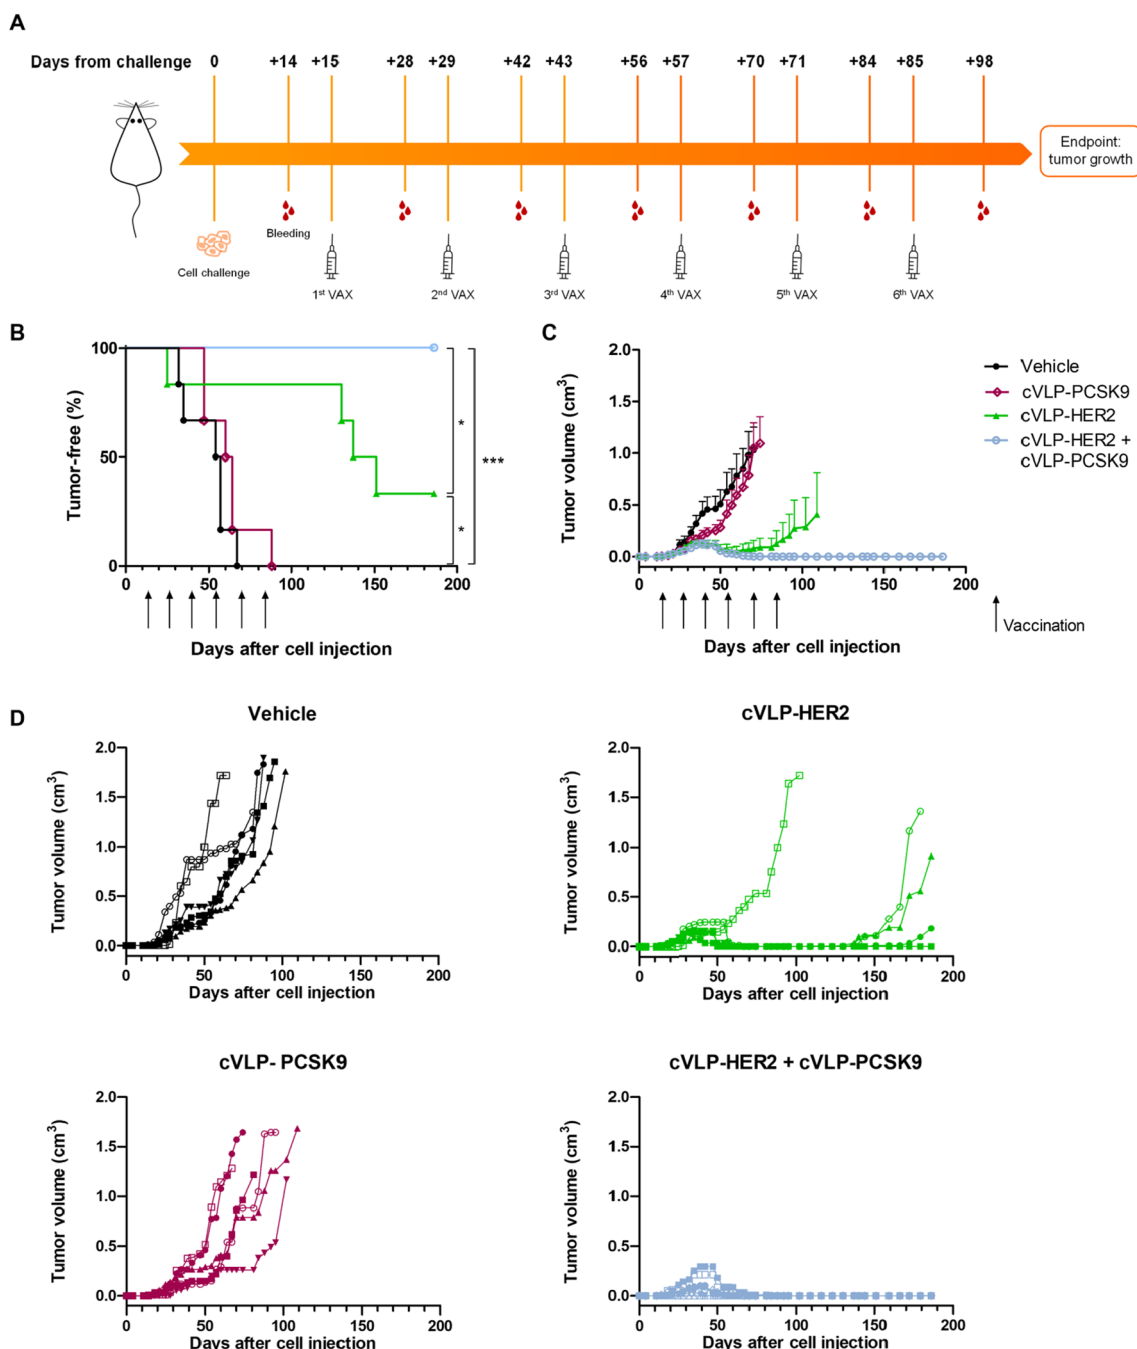 A
Days from challenge 0 +14 +15 +28 +29 +42 +43 +56 +57 +70 +71 +84 +85 +98
Endpoint:
tumor growth
Bleeding
Cell challenge
1st VAX 2nd VAX 3rd VAX 4th VAX 5th VAX 6th VAX
B
Tumor-free (%)
100
50
0
0 50 100 150 200
* *** *
Days after cell injection
C
Tumor volume (cm3)
2.0
1.5
1.0
0.5
0.0
0 50 100 150 200
Days after cell injection
Vehicle
cVLP-PCSK9
cVLP-HER2
cVLP-HER2 +
cVLP-PCSK9
Vaccination
D
Vehicle
Tumor volume (cm3)
2.0
1.5
1.0
0.5
0.0
0 50 100 150 200
Days after cell injection
cVLP-HER2
Tumor volume (cm3)
2.0
1.5
1.0
0.5
0.0
0 50 100 150 200
Days after cell injection
cVLP- PCSK9
Tumor volume (cm3)
2.0
1.5
1.0
0.5
0.0
0 50 100 150 200
Days after cell injection
cVLP-HER2 + cVLP-PCSK9
Tumor volume (cm3)
2.0
1.5
1.0
0.5
0.0
0 50 100 150 200
Days after cell injection